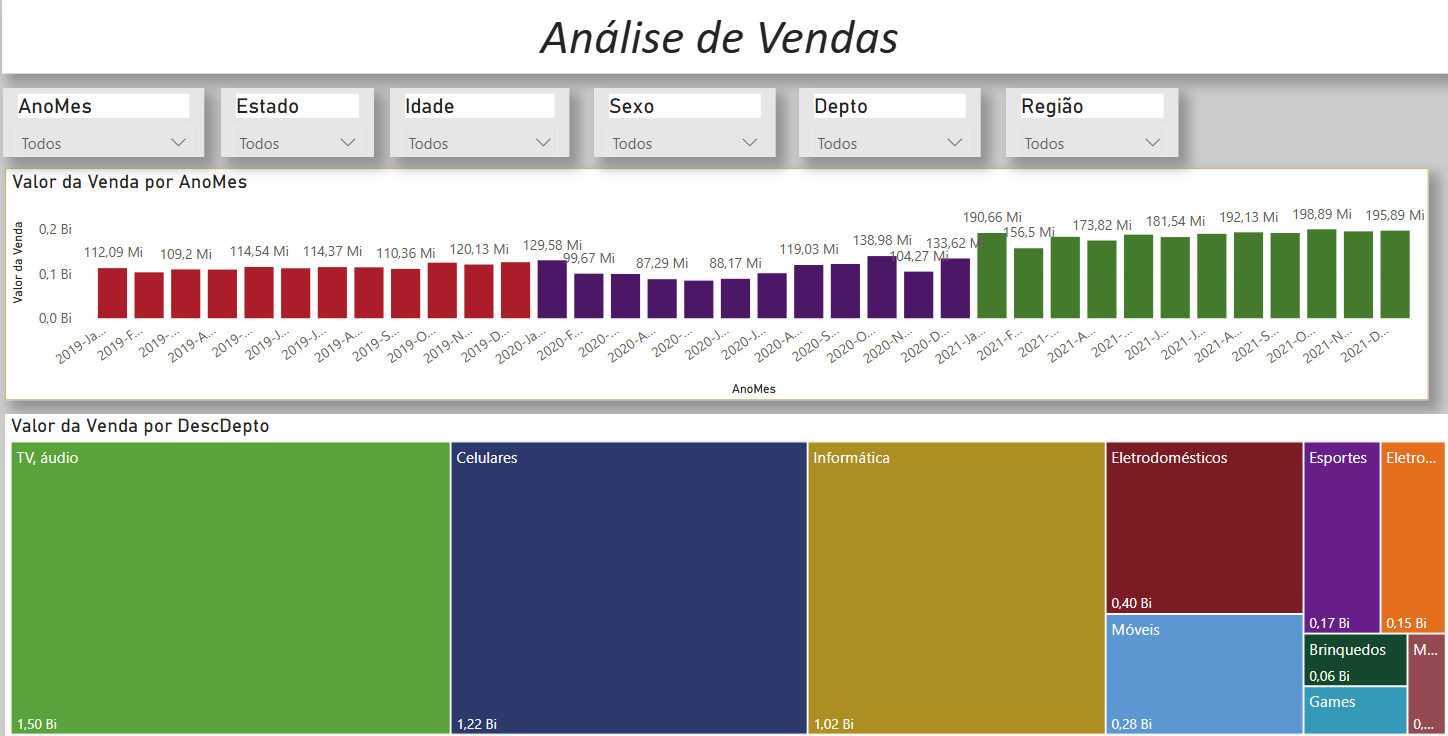 Análise de Vendas
AnoMes
Estado
Idade
Sexo
Depto
Região
Todos
Todos
Todos
Todos
Todos
Todos
Valor da Venda por AnoMes
Valor da Venda
0,2 Bi
0,1 Bi
0,0 Bi
112,09 Mi
109,2 Mi
114,54 Mi
114,37 Mi
110,36 Mi
120,13 Mi
129,58 Mi
99,67 Mi
87,29 Mi
88,17 Mi
119,03 Mi
138,98 Mi
104,27 Mi
133,62 M
190,66 Mi
156,5 Mi
173,82 Mi
181,54 Mi
192,13 Mi
198,89 Mi
195,89 Mi
2019-Ja...
2019-F...
2019-...
2019-A...
2019-...
2019-J...
2019-J...
2019-A...
2019-S...
2019-O...
2019-N...
2019-D...
2020-Ja...
2020-F...
2020-...
2020-A...
2020-...
2020-J...
2020-J...
2020-A...
2020-S...
2020-O...
2020-N...
2020-D...
2021-Ja...
2021-F...
2021-...
2021-A...
2021-...
2021-J...
2021-J...
2021-A...
2021-S...
2021-O...
2021-N...
2021-D...
AnoMes
Valor da Venda por DescDepto
TV, áudio
1,50 Bi
Celulares
1,22 Bi
Informática
1,02 Bi
Eletrodomésticos
0,40 Bi
Móveis
0,28 Bi
Esportes
0,17 Bi
Eletro...
0,15 Bi
Brinquedos
0,06 Bi
Games
M...
0,...